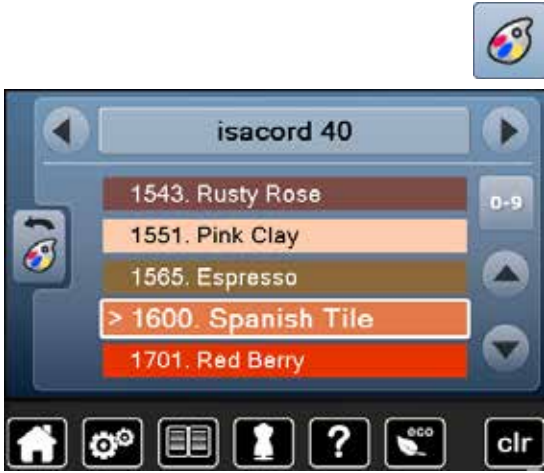 isacord 40
1543. Rusty Rose
0-9
1551. Pink Clay
1565. Espresso
> 1600. Spanish Tile
1701. Red Berry
?
eco
clr